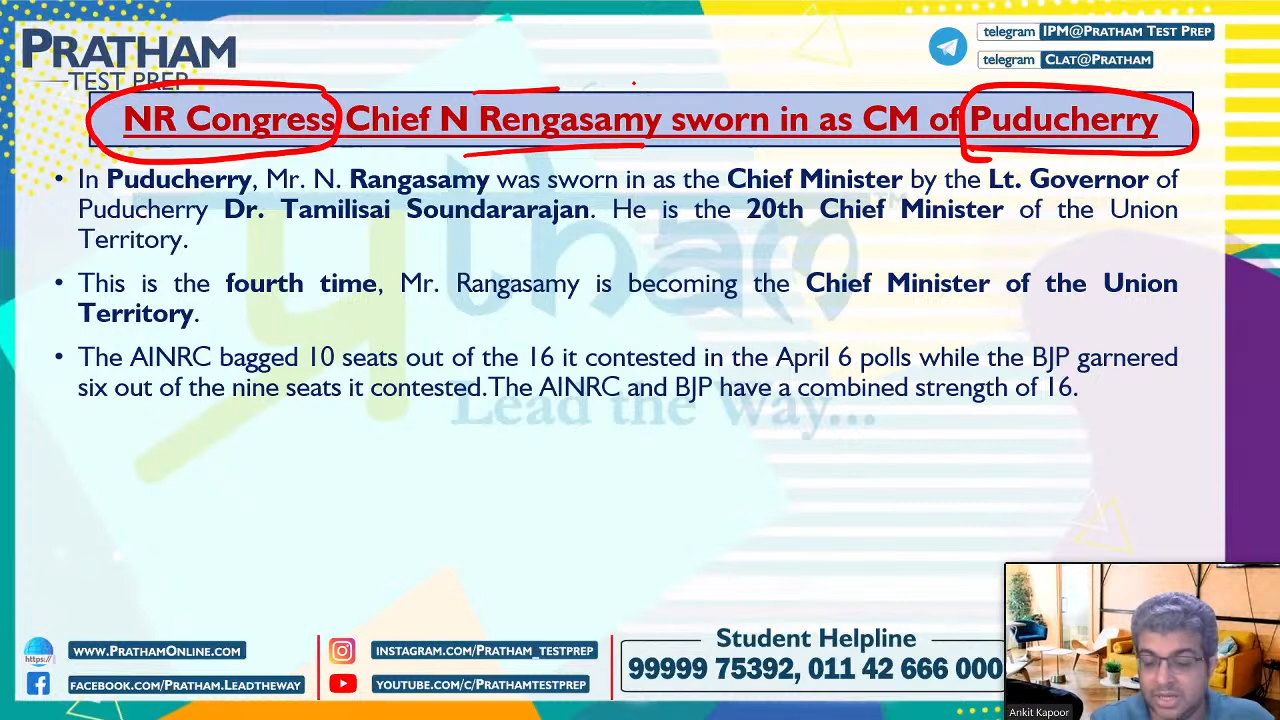 PRATHAM
TEST PREP
telegram IPM@PRATHAM TEST PREP
telegram CLAT@PRATHAM
NR Congress Chief N Rengasamy sworn in as CM of Puducherry
• In Puducherry, Mr. N. Rangasamy was sworn in as the Chief Minister by the Lt. Governor of
Puducherry Dr. Tamilisai Soundararajan. He is the 20th Chief Minister of the Union
Territory.
• This is the fourth time, Mr. Rangasamy is becoming the Chief Minister of the Union
Territory.
• The AINRC bagged 10 seats out of the 16 it contested in the April 6 polls while the BJP garnered
six out of the nine seats it contested. The AINRC and BJP have a combined strength of 16.
Lead the Way...
https://
WWW.PRATHAMONLINE.COM
INSTAGRAM.COM/PRATHAM_TESTPREP
FACEBOOK.COM/PRATHAM.LEADTHEWAY
YOUTUBE.COM/C/PRATHAMTESTPREP
Student Helpline
99999 75392, 011 42 666 000
Ankit Kapoor